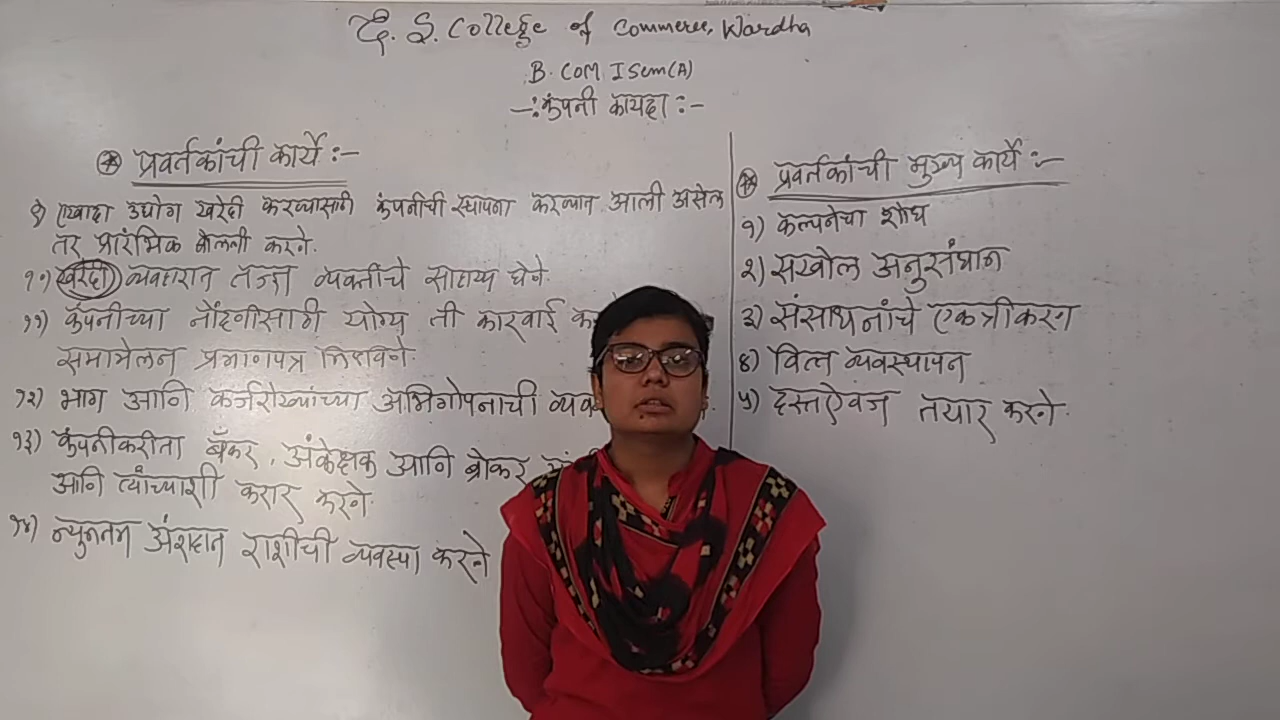 G. S. College of Commerce, Wardha
B. COM I Sem (A)
-: कंपनी कायदा :-
प्रवर्तकांची कार्ये :-
९) एखादा उद्योग खरेदी करण्यासाठी कंपनीची स्थापना करण्यात आली असेल
तर प्रारंभिक बोलनी करणे.
१०) खरेदी व्यवहारात तज्ञ व्यक्तींचे साहाय्य घेणे.
११) कंपनीच्या नोंदणीसाठी योग्य ती कारवाई
समामेलन प्रमाणपत्र मिळविणे.
१२) भाग आणि कर्जरोख्यांच्या अभिगोपनाची
१३) कंपनीकरीता बँकर, अंकेक्षक आणि ब्रोकर
आणि त्यांच्याशी करार करणे.
१४) न्युनतम अंशदान राशीची व्यवस्था करणे
प्रवर्तकांची मुख्य कार्ये :-
१) कल्पनेचा शोध
२) सखोल अनुसंधान
३) संसाधनांचे एकत्रीकरण
४) वित्त व्यवस्थापन
५) दस्तऐवज तयार करणे.